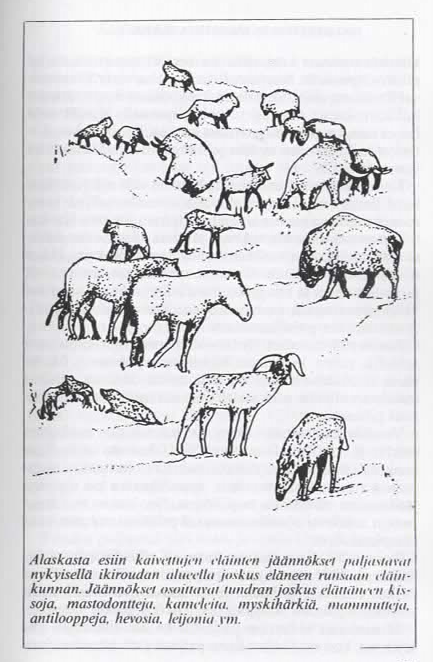 Alaskasta esiin kaivettujen eläinten jäännökset paljastavat
nykyisellä ikiroudan alueella joskus eläneen runsaan eläin-
kunnan. Jäännökset osoittavat tundran joskus elättäneen kis-
soja, mastodontteja, kameleita, myskihärkiä, mammutteja,
antilooppeja, hevosia, leijonia ym.